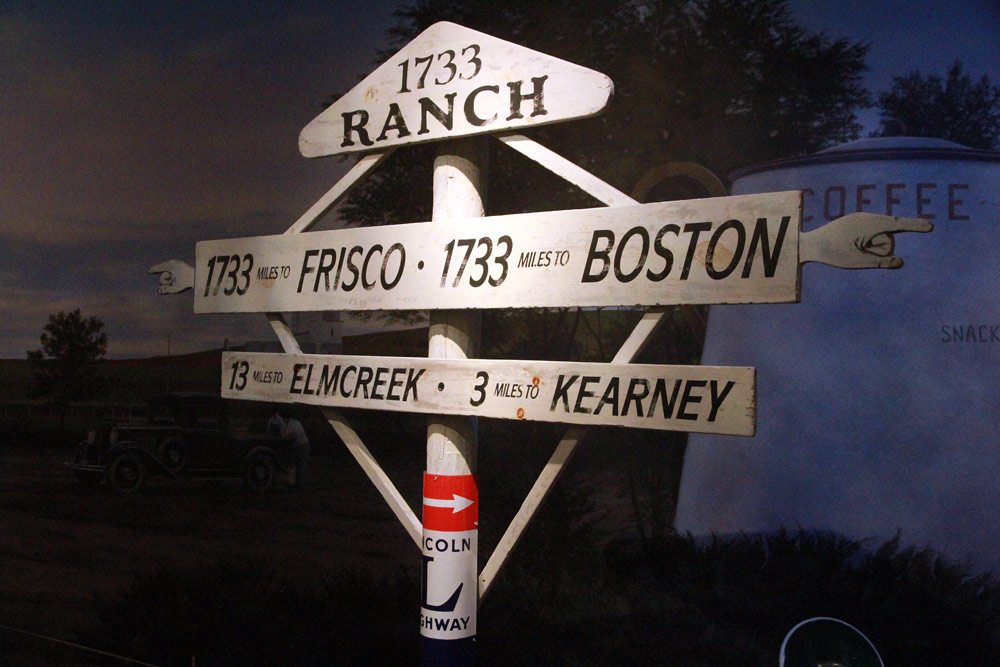 1733
RANCH
1733 MILES TO FRISCO · 1733 MILES TO BOSTON
COFFEE
SNACK
13 MILES TO ELMCREEK · 3 MILES TO KEARNEY
COLN
L
GHWAY